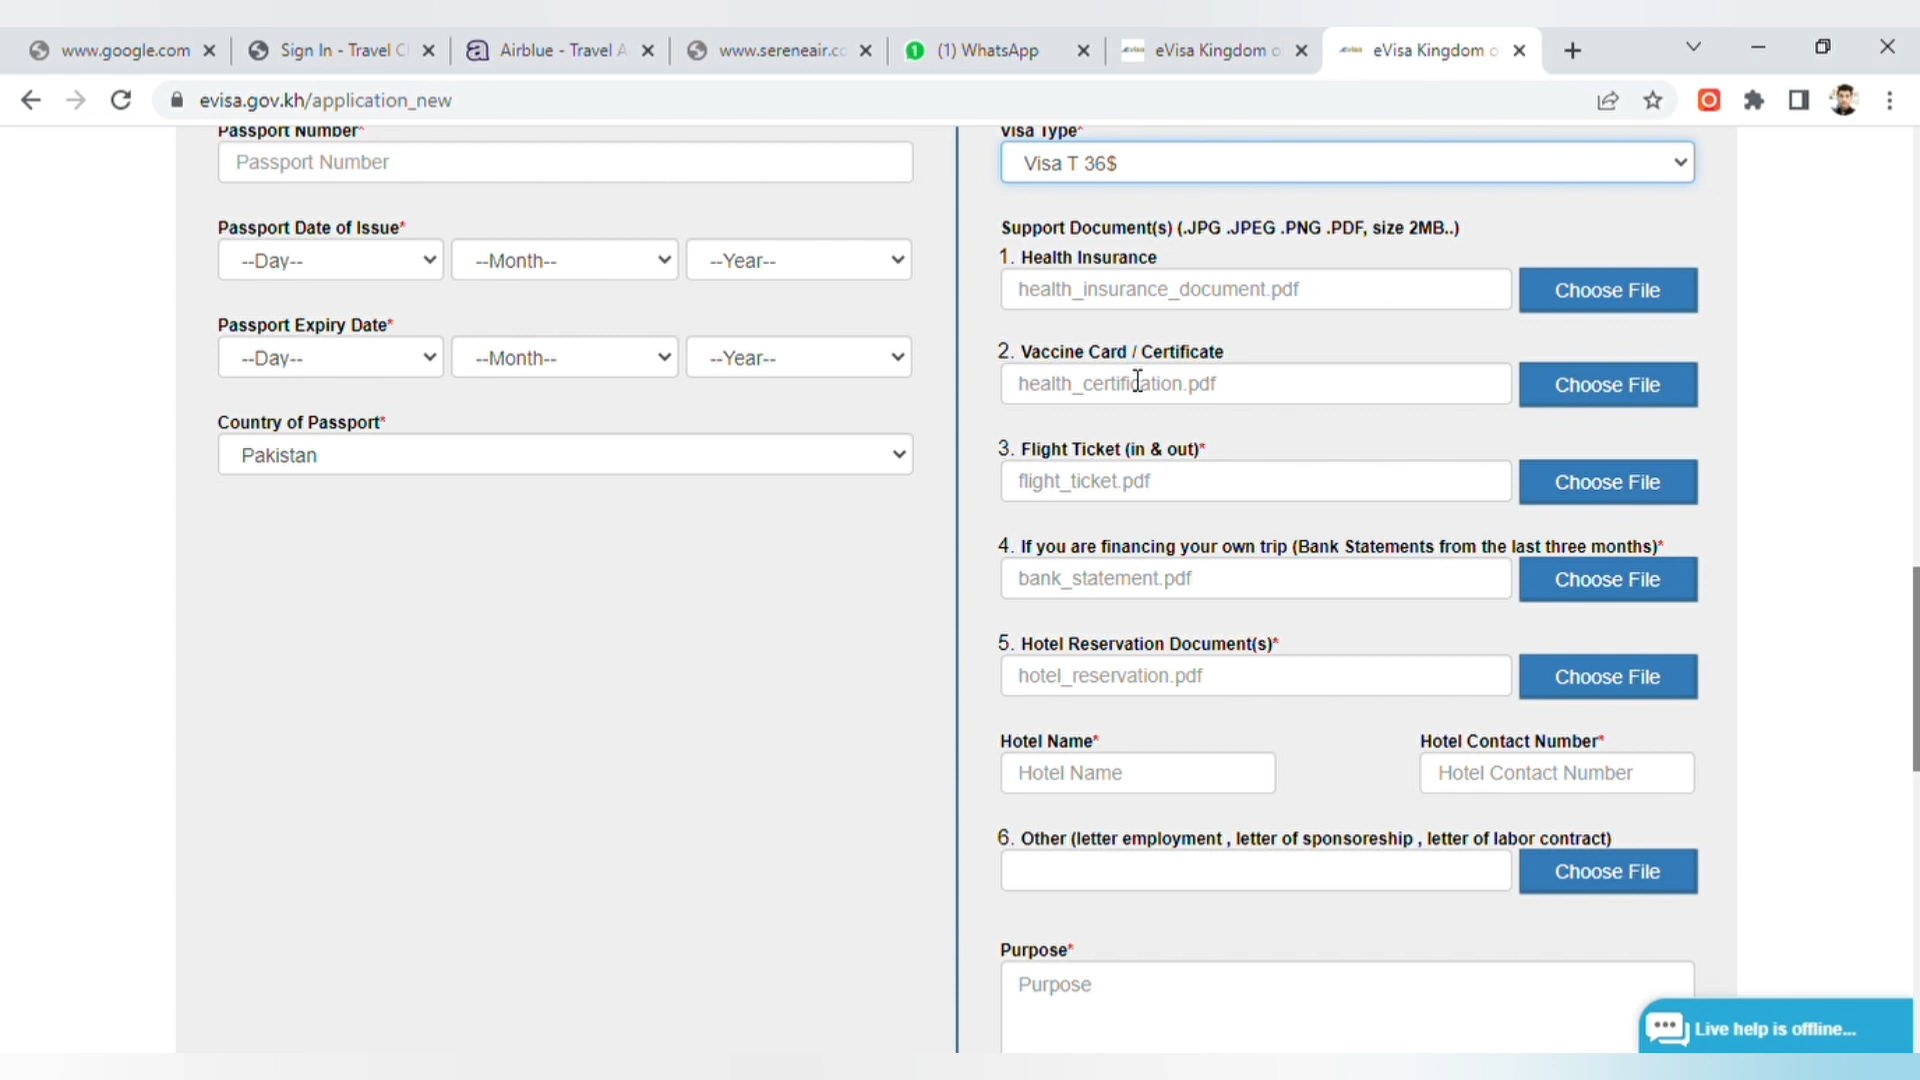 www.google.com
Sign In - Travel Cl
Airblue - Travel A
www.sereneair.co
1
(1) WhatsApp
eVisa Kingdom o
eVisa Kingdom o
evisa.gov.kh/application_new
Passport Number*
Passport Number
Passport Date of Issue*
--Day--
--Month--
--Year--
Passport Expiry Date*
--Day--
--Month--
--Year--
Country of Passport*
Pakistan
Visa Type*
Visa T 36$
Support Document(s) (.JPG .JPEG .PNG .PDF, size 2MB..)
1. Health Insurance
health_insurance_document.pdf
Choose File
2. Vaccine Card / Certificate
health_certification.pdf
Choose File
3. Flight Ticket (in & out)*
flight_ticket.pdf
Choose File
4. If you are financing your own trip (Bank Statements from the last three months)*
bank_statement.pdf
Choose File
5. Hotel Reservation Document(s)*
hotel_reservation.pdf
Choose File
Hotel Name*
Hotel Name
Hotel Contact Number*
Hotel Contact Number
6. Other (letter employment , letter of sponsoreship , letter of labor contract)
Choose File
Purpose*
Purpose
Live help is offline...